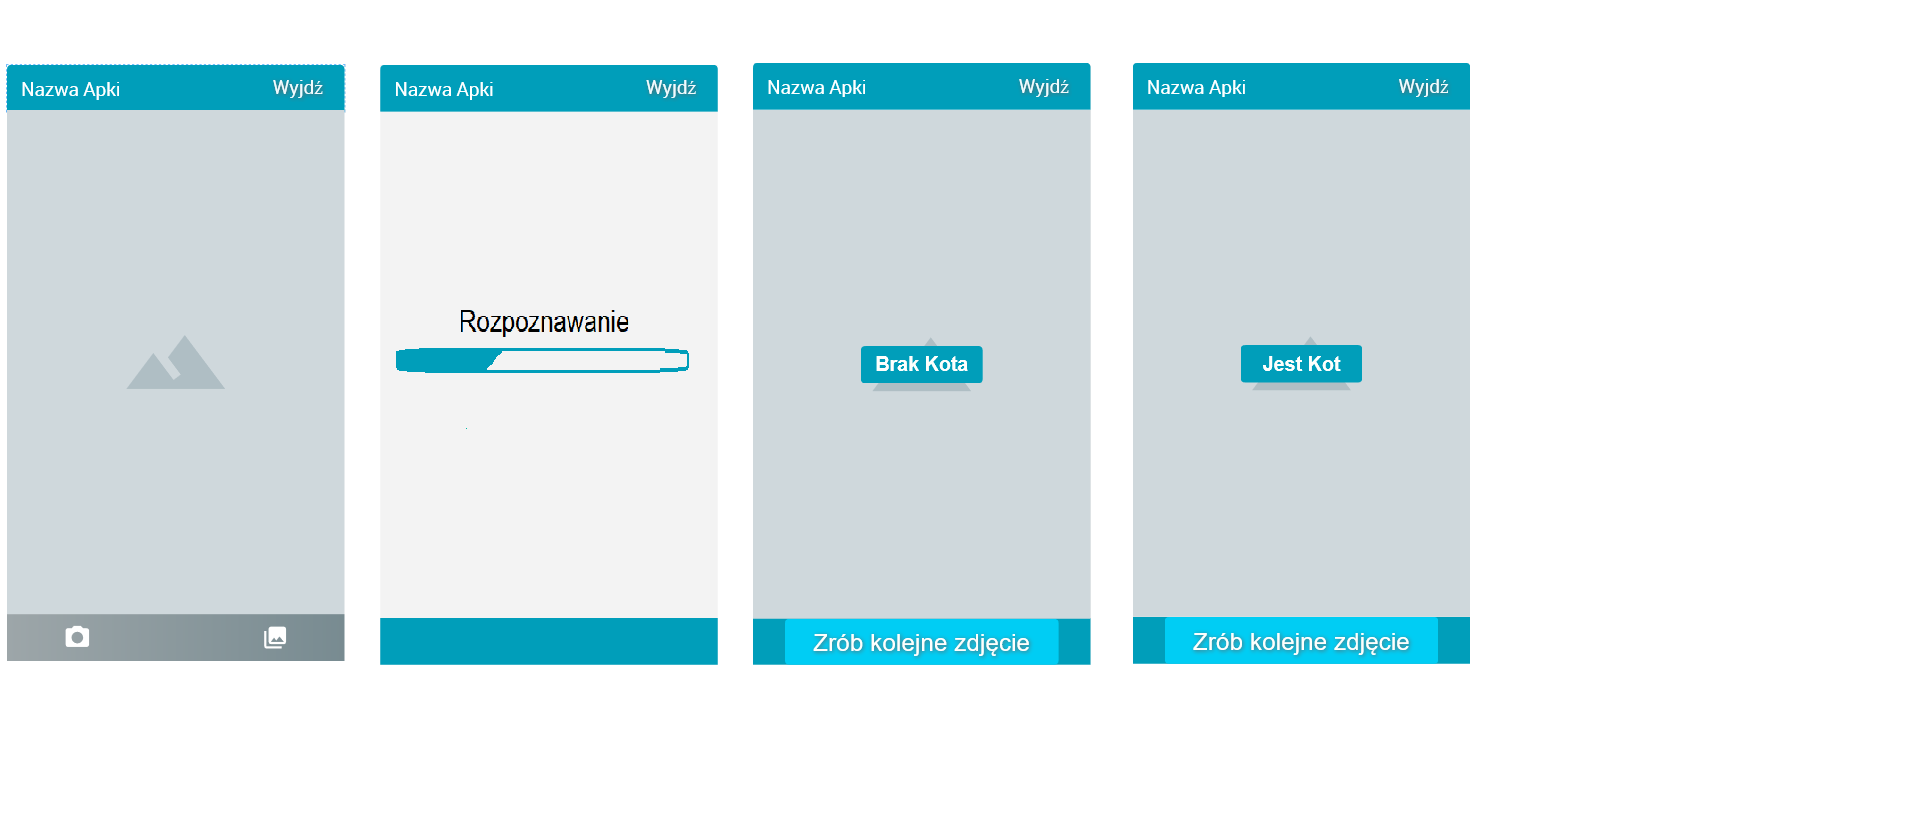 Nazwa Apki
Wyjdź
Nazwa Apki
Wyjdź
Rozpoznawanie
Nazwa Apki
Wyjdź
Brak Kota
Zrób kolejne zdjęcie
Nazwa Apki
Wyjdź
Jest Kot
Zrób kolejne zdjęcie